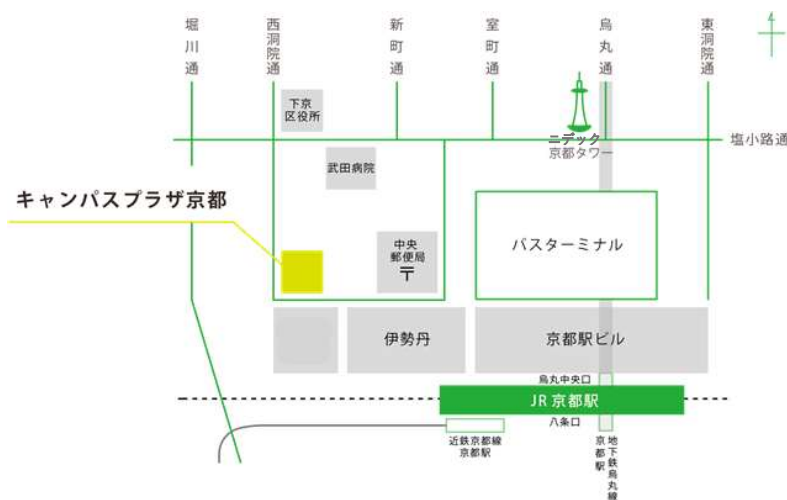 堀川通
西洞院通
新町通
室町通
烏丸通
東洞院通
下京
区役所
ニデック
京都タワー
塩小路通
武田病院
キャンパスプラザ京都
中央
郵便局
〒
バスターミナル
伊勢丹
京都駅ビル
烏丸中央口
JR 京都駅
八条口
近鉄京都線
京都駅
地下鉄烏丸線
京都駅